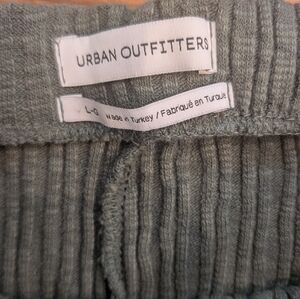 URBAN OUTFITTERS
L-G Made in Turkey / Fabriqué en Turquie